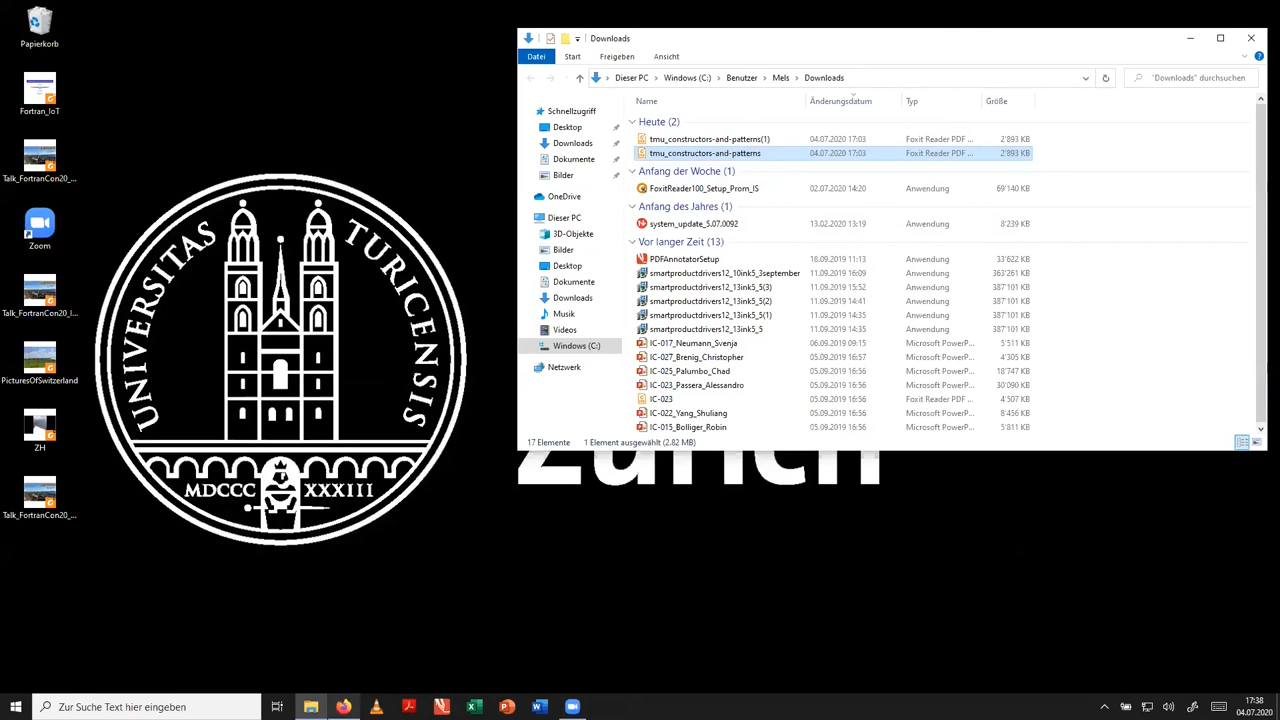 Papierkorb
Fortran_IoT
Talk_FortranCon20_...
Zoom
Talk_FortranCon20_I...
PicturesOfSwitzerland
ZH
Talk_FortranCon20_...
UNIVERSITAS TURICENSIS
MDCCC XXXIII
Zürich
Downloads
Datei Start Freigeben Ansicht
Dieser PC Windows (C:) Benutzer Mels Downloads
"Downloads" durchsuchen
Schnellzugriff
Desktop
Downloads
Dokumente
Bilder
OneDrive
Dieser PC
3D-Objekte
Bilder
Desktop
Dokumente
Downloads
Musik
Videos
Windows (C:)
Netzwerk
Name Änderungsdatum Typ Größe
Heute (2)
tmu_constructors-and-patterns(1) 04.07.2020 17:03 Foxit Reader PDF ... 2'893 KB
tmu_constructors-and-patterns 04.07.2020 17:03 Foxit Reader PDF ... 2'893 KB
Anfang der Woche (1)
FoxitReader100_Setup_Prom_IS 02.07.2020 14:20 Anwendung 69'140 KB
Anfang des Jahres (1)
system_update_5.07.0092 13.02.2020 13:19 Anwendung 8'239 KB
Vor langer Zeit (13)
PDFAnnotatorSetup 18.09.2019 11:13 Anwendung 33'622 KB
smartproductdrivers12_10ink5_3september 11.09.2019 16:09 Anwendung 363'261 KB
smartproductdrivers12_13ink5_5(3) 11.09.2019 15:52 Anwendung 387'101 KB
smartproductdrivers12_13ink5_5(2) 11.09.2019 14:41 Anwendung 387'101 KB
smartproductdrivers12_13ink5_5(1) 11.09.2019 14:35 Anwendung 387'101 KB
smartproductdrivers12_13ink5_5 11.09.2019 14:35 Anwendung 387'101 KB
IC-017_Neumann_Svenja 06.09.2019 09:15 Microsoft PowerP... 5'511 KB
IC-027_Brenig_Christopher 05.09.2019 16:57 Microsoft PowerP... 4'305 KB
IC-025_Palumbo_Chad 05.09.2019 16:56 Microsoft PowerP... 18'747 KB
IC-023_Passera_Alessandro 05.09.2019 16:56 Microsoft PowerP... 30'090 KB
IC-023 05.09.2019 16:56 Foxit Reader PDF ... 4'507 KB
IC-022_Yang_Shuliang 05.09.2019 16:56 Microsoft PowerP... 8'456 KB
IC-015_Bolliger_Robin 05.09.2019 16:56 Microsoft PowerP... 5'811 KB
17 Elemente 1 Element ausgewählt (2.82 MB)
Zur Suche Text hier eingeben
17:38
04.07.2020